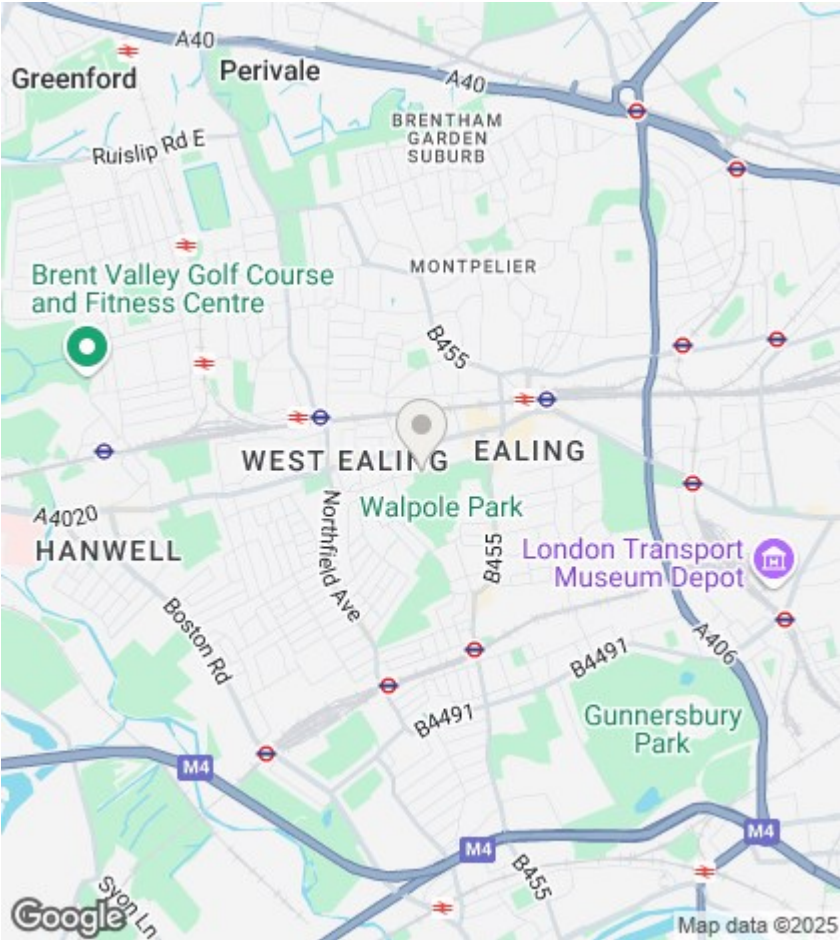 A40
Greenford
Perivale
A40
BRENTHAM
GARDEN
SUBURB
Ruislip Rd E
MONTPELIER
Brent Valley Golf Course
and Fitness Centre
B455
WEST EALING
EALING
Walpole Park
A4020
Northfield Ave
B455
HANWELL
London Transport
Museum Depot
Boston Rd
A406
B4491
B4491
Gunnersbury
Park
M4
M4
M4
B455
Syon Ln
Google
Map data ©2025